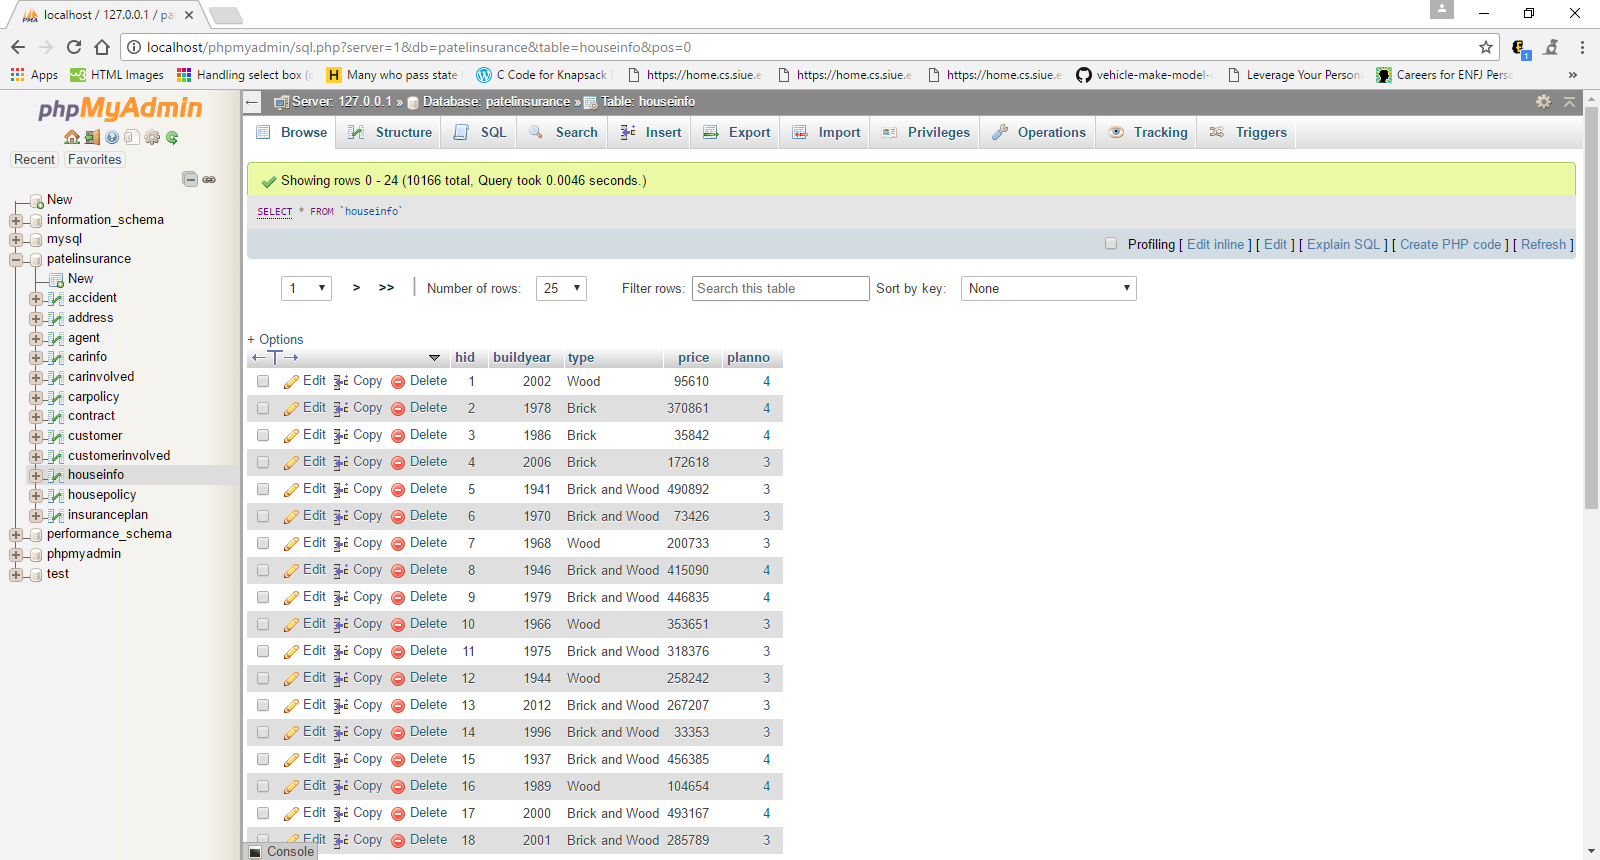 localhost / 127.0.0.1 / pa
localhost/phpmyadmin/sql.php?server=1&db=patelinsurance&table=houseinfo&pos=0
Apps HTML Images Handling select box (c Many who pass state C Code for Knapsack https://home.cs.siue.e https://home.cs.siue.e https://home.cs.siue.e vehicle-make-model- Leverage Your Person Careers for ENFJ Pers »
phpMyAdmin
Recent Favorites
New
information_schema
mysql
patelinsurance
New
accident
address
agent
carinfo
carinvolved
carpolicy
contract
customer
customerinvolved
houseinfo
housepolicy
insuranceplan
performance_schema
phpmyadmin
test
Server: 127.0.0.1 » Database: patelinsurance » Table: houseinfo
Browse Structure SQL Search Insert Export Import Privileges Operations Tracking Triggers
Showing rows 0 - 24 (10166 total, Query took 0.0046 seconds.)
SELECT * FROM `houseinfo`
Profiling [ Edit inline ] [ Edit ] [ Explain SQL ] [ Create PHP code ] [ Refresh ]
1 > >> Number of rows: 25 Filter rows: Search this table Sort by key: None
+ Options
←T→ hid buildyear type price planno
Edit Copy Delete 1 2002 Wood 95610 4
Edit Copy Delete 2 1978 Brick 370861 4
Edit Copy Delete 3 1986 Brick 35842 4
Edit Copy Delete 4 2006 Brick 172618 3
Edit Copy Delete 5 1941 Brick and Wood 490892 3
Edit Copy Delete 6 1970 Brick and Wood 73426 3
Edit Copy Delete 7 1968 Wood 200733 3
Edit Copy Delete 8 1946 Brick and Wood 415090 4
Edit Copy Delete 9 1979 Brick and Wood 446835 4
Edit Copy Delete 10 1966 Wood 353651 3
Edit Copy Delete 11 1975 Brick and Wood 318376 3
Edit Copy Delete 12 1944 Wood 258242 3
Edit Copy Delete 13 2012 Brick and Wood 267207 3
Edit Copy Delete 14 1996 Brick and Wood 33353 3
Edit Copy Delete 15 1937 Brick and Wood 456385 4
Edit Copy Delete 16 1989 Wood 104654 4
Edit Copy Delete 17 2000 Brick and Wood 493167 4
Edit Copy Delete 18 2001 Brick and Wood 285789 3
Console